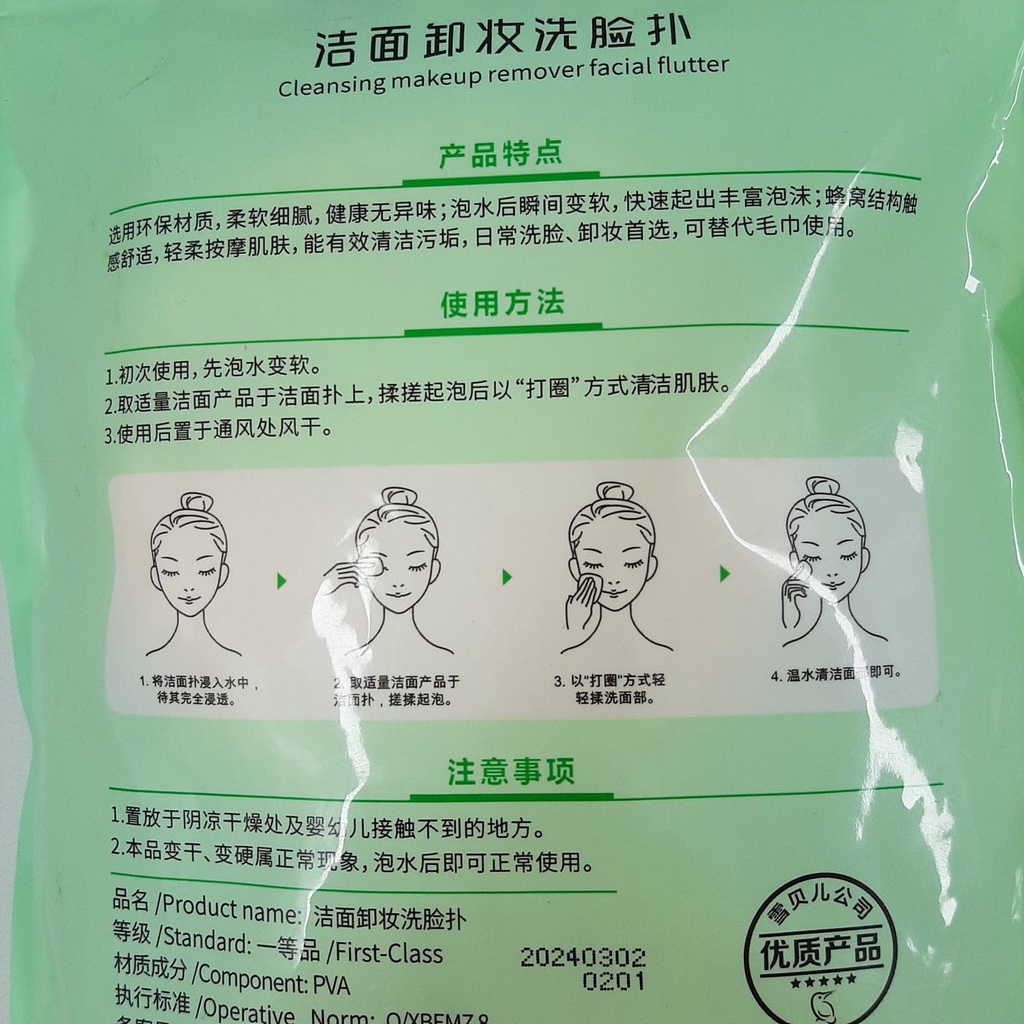 洁面卸妆洗脸扑
Cleansing makeup remover facial flutter
产品特点
选用环保材质，柔软细腻，健康无异味；泡水后瞬间变软，快速起出丰富泡沫；蜂窝结构触
感舒适，轻柔按摩肌肤，能有效清洁污垢，日常洗脸、卸妆首选，可替代毛巾使用。
使用方法
1.初次使用，先泡水变软。
2.取适量洁面产品于洁面扑上，揉搓起泡后以“打圈”方式清洁肌肤。
3.使用后置于通风处风干。
1. 将洁面扑浸入水中，
待其完全浸透。
2. 取适量洁面产品于
洁面扑，搓揉起泡。
3. 以“打圈”方式轻
轻揉洗面部。
4. 温水清洁面部即可。
注意事项
1.置放于阴凉干燥处及婴幼儿接触不到的地方。
2.本品变干、变硬属正常现象，泡水后即可正常使用。
品名 /Product name: 洁面卸妆洗脸扑
等级 /Standard: 一等品 /First-Class
材质成分 /Component: PVA
执行标准 /Operative Norm:
20240302
0201
雪贝儿公司
优质产品